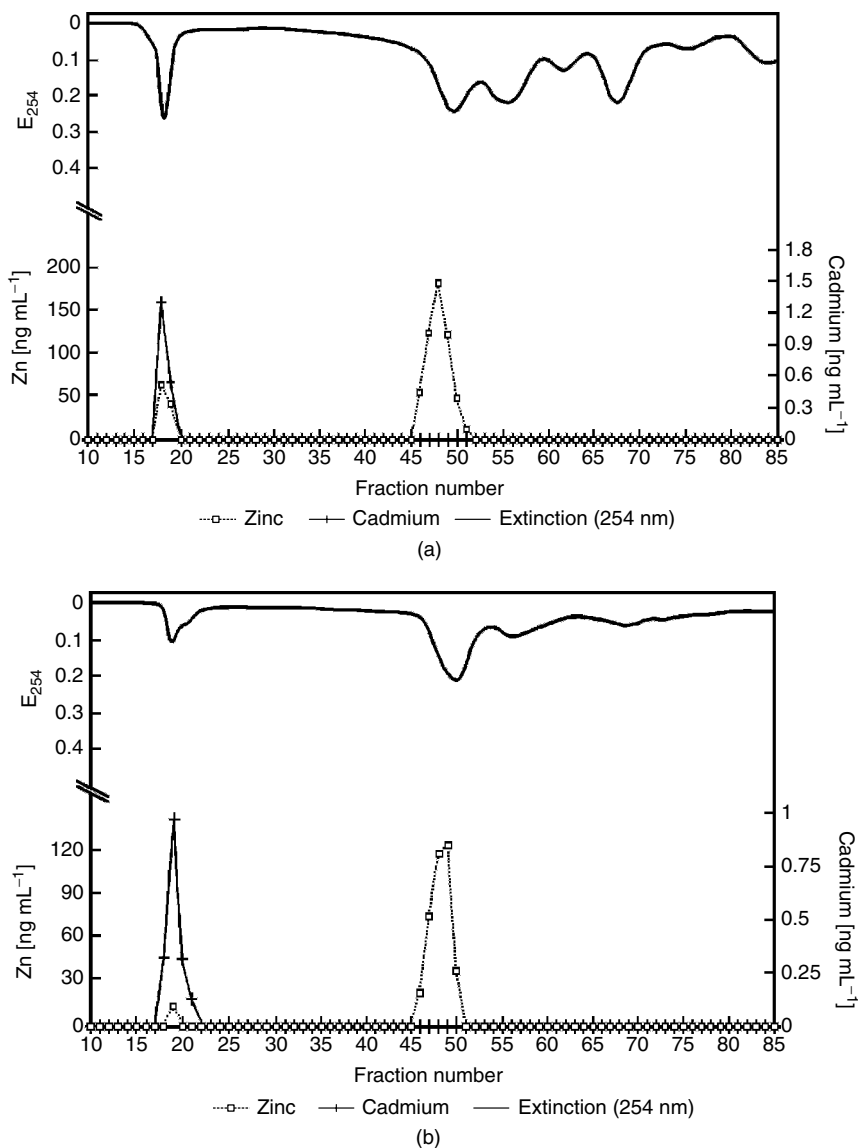 0
0.1
0.2
0.3
0.4
E254
200
150
100
50
0
Zn [ng mL−1]
1.8
1.5
1.2
0.9
0.6
0.3
0
Cadmium [ng mL−1]
10 15 20 25 30 35 40 45 50 55 60 65 70 75 80 85
Fraction number
Zinc Cadmium Extinction (254 nm)
(a)
0
0.1
0.2
0.3
0.4
E254
120
90
60
30
0
Zn [ng mL−1]
1
0.75
0.5
0.25
0
Cadmium [ng mL−1]
10 15 20 25 30 35 40 45 50 55 60 65 70 75 80 85
Fraction number
Zinc Cadmium Extinction (254 nm)
(b)